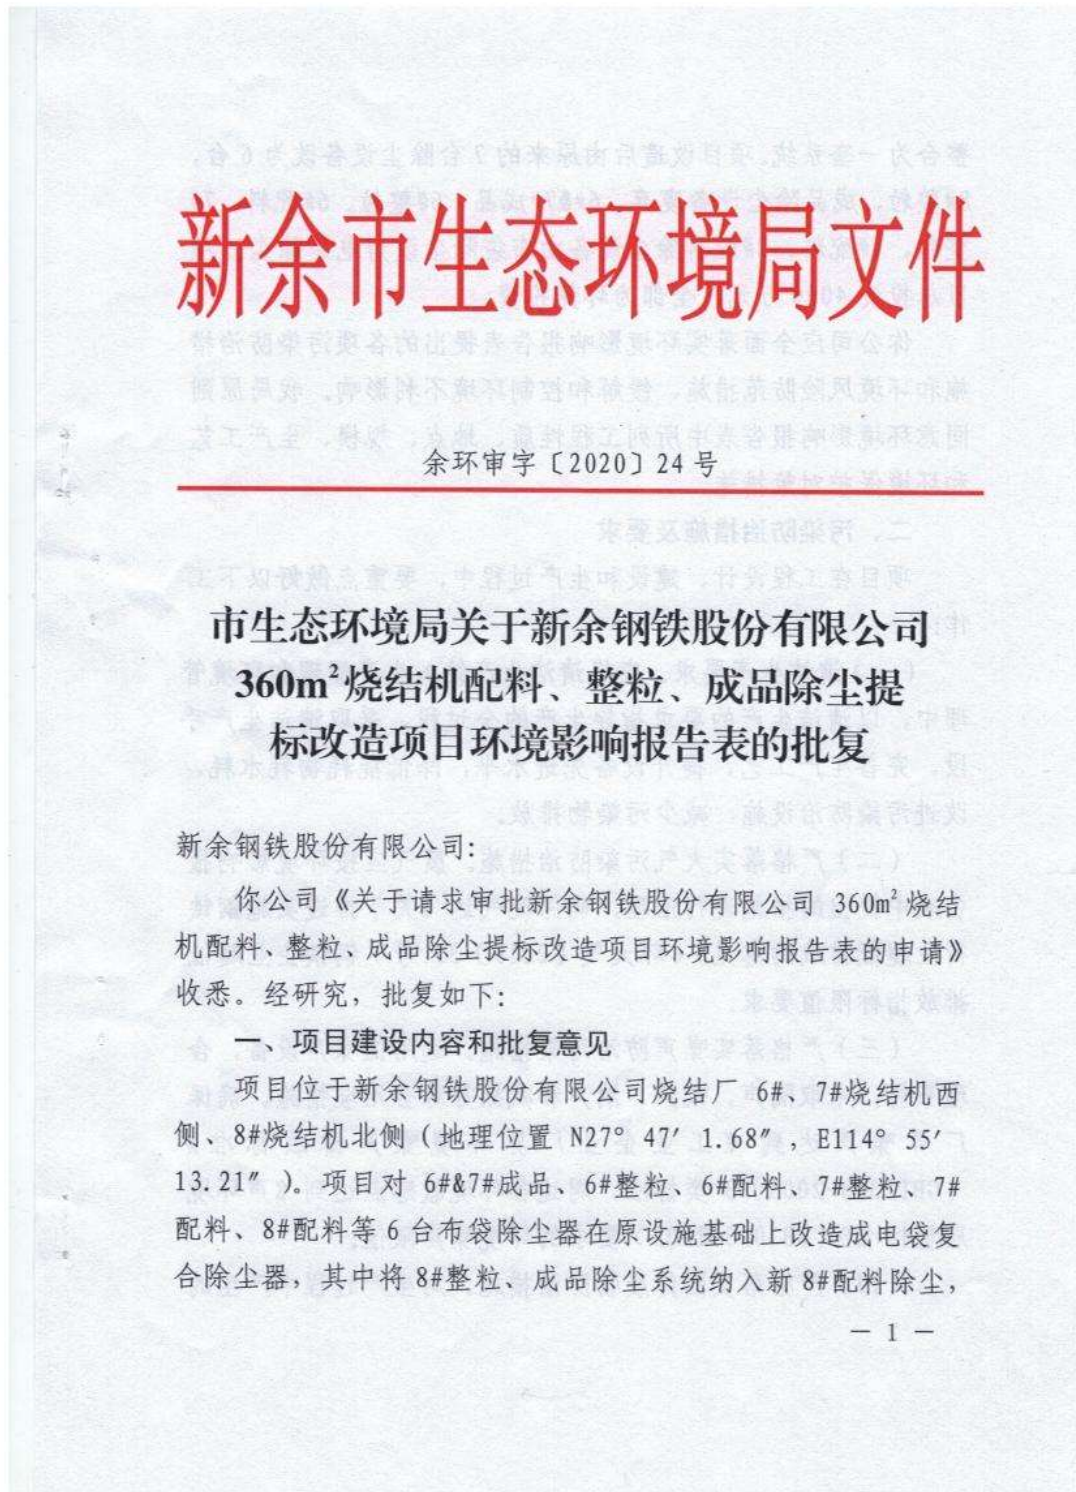 新余市生态环境局文件
余环审字〔2020〕24号
市生态环境局关于新余钢铁股份有限公司
360m²烧结机配料、整粒、成品除尘提
标改造项目环境影响报告表的批复
新余钢铁股份有限公司:
你公司《关于请求审批新余钢铁股份有限公司 360m²烧结
机配料、整粒、成品除尘提标改造项目环境影响报告表的申请》
收悉。经研究，批复如下:
一、项目建设内容和批复意见
项目位于新余钢铁股份有限公司烧结厂 6#、7#烧结机西
侧、8#烧结机北侧（地理位置 N27° 47′ 1.68″, E114° 55′
13.21″ )。项目对 6#&7#成品、6#整粒、6#配料、7#整粒、7#
配料、8#配料等 6 台布袋除尘器在原设施基础上改造成电袋复
合除尘器，其中将 8#整粒、成品除尘系统纳入新 8#配料除尘，
— 1 —